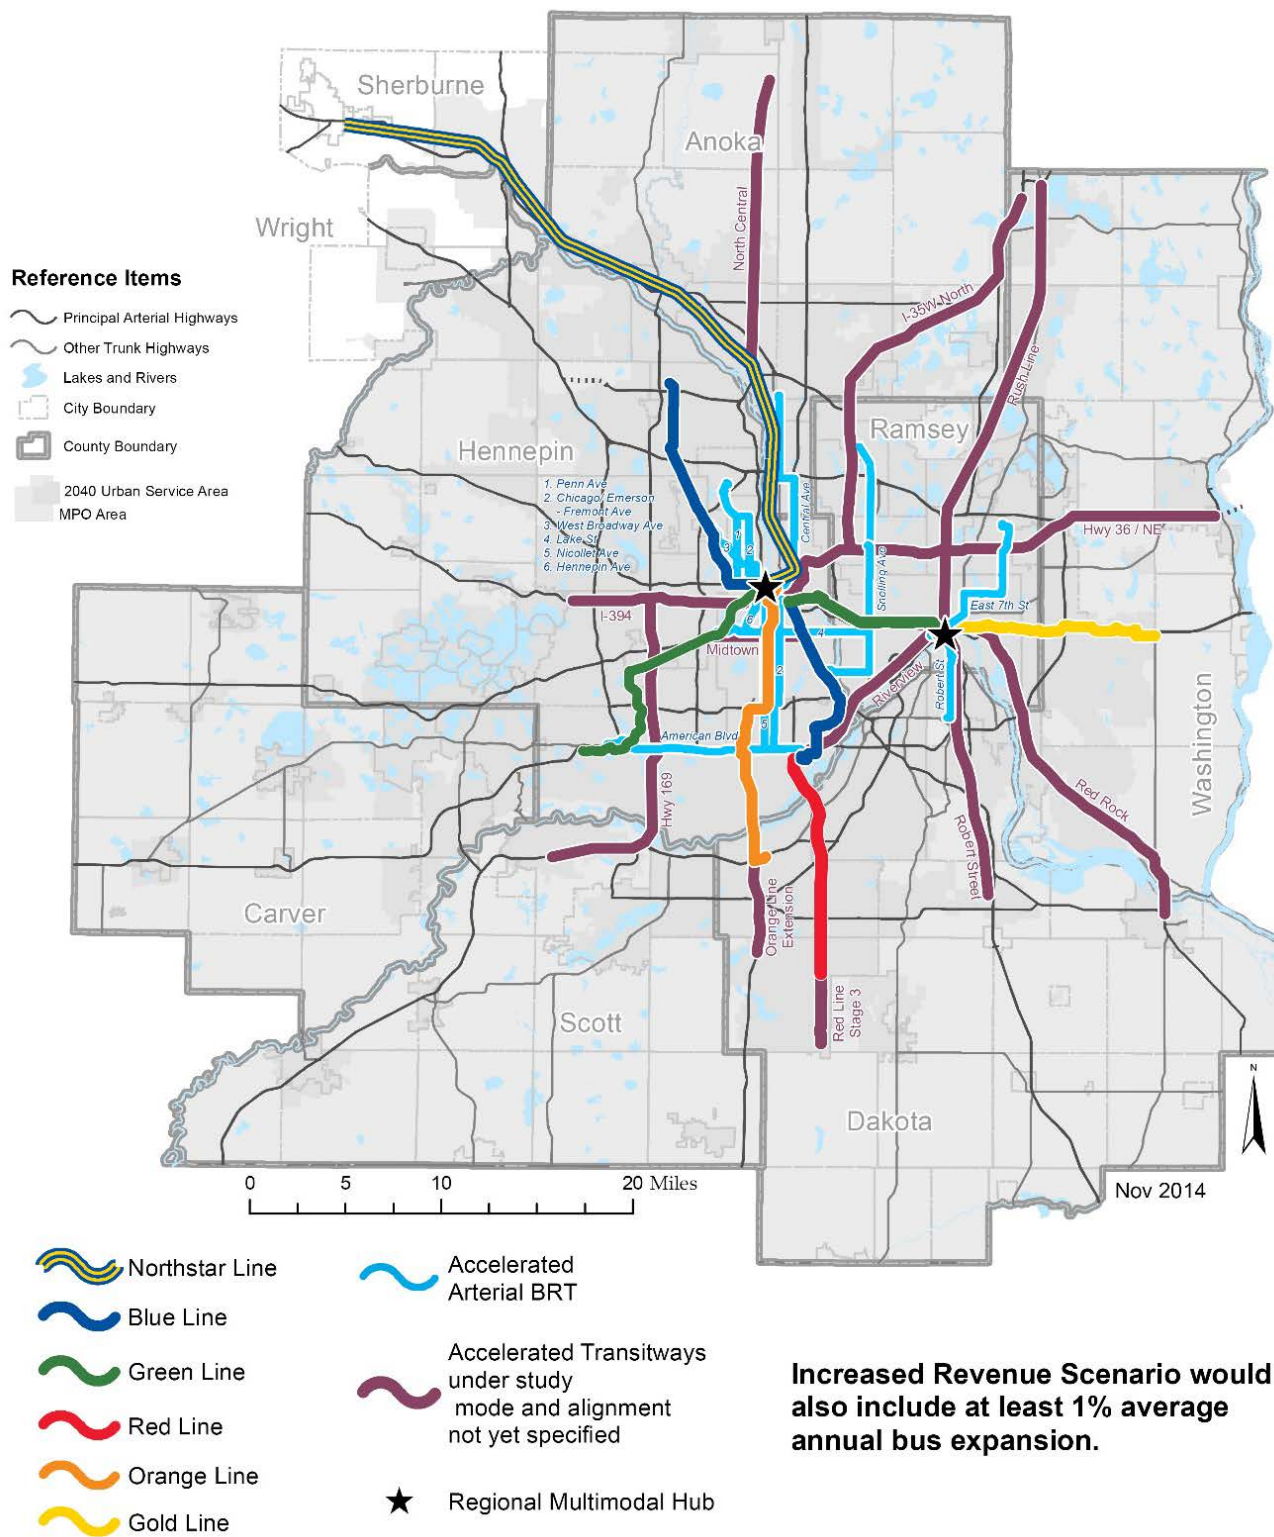 Sherburne
Anoka
Wright
North Central
I-35W North
Rush Line
Reference Items
Principal Arterial Highways
Other Trunk Highways
Lakes and Rivers
City Boundary
County Boundary
2040 Urban Service Area
MPO Area
Hennepin
Ramsey
1. Penn Ave
2. Chicago/ Emerson
- Fremont Ave
3. West Broadway Ave
4. Lake St
5. Nicollet Ave
6. Hennepin Ave
Central Ave
1
3
2
Snelling Ave
Hwy 36 / NE
East 7th St
I-394
6
4
Midtown
2
Riverview
Robert St
Washington
American Blvd
5
Hwy 169
Red Rock
Robert Street
Carver
Orange Line
Extension
Red Line
Stage 3
Scott
Dakota
N
Nov 2014
0 5 10 20 Miles
Northstar Line
Blue Line
Green Line
Red Line
Orange Line
Gold Line
Accelerated
Arterial BRT
Accelerated Transitways
under study
mode and alignment
not yet specified
Regional Multimodal Hub
Increased Revenue Scenario would
also include at least 1% average
annual bus expansion.